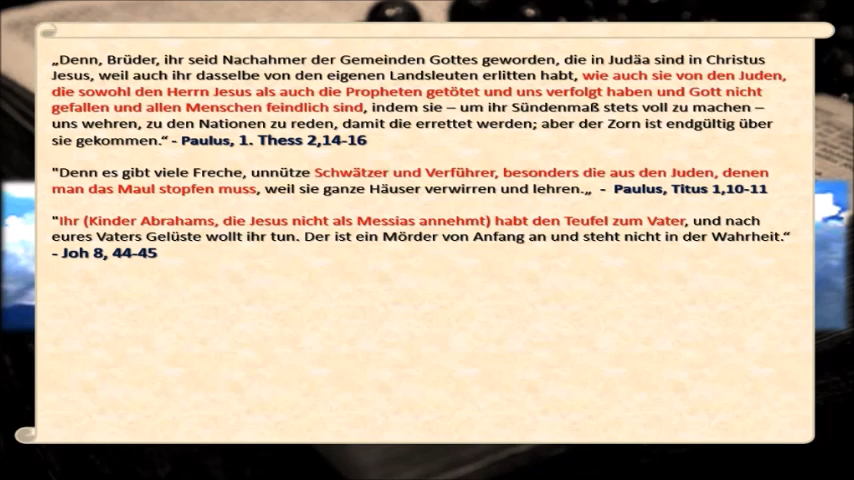 „Denn, Brüder, ihr seid Nachahmer der Gemeinden Gottes geworden, die in Judäa sind in Christus
Jesus, weil auch ihr dasselbe von den eigenen Landsleuten erlitten habt, wie auch sie von den Juden,
die sowohl den Herrn Jesus als auch die Propheten getötet und uns verfolgt haben und Gott nicht
gefallen und allen Menschen feindlich sind, indem sie – um ihr Sündenmaß stets voll zu machen –
uns wehren, zu den Nationen zu reden, damit die errettet werden; aber der Zorn ist endgültig über
sie gekommen.“ - Paulus, 1. Thess 2,14-16
"Denn es gibt viele Freche, unnütze Schwätzer und Verführer, besonders die aus den Juden, denen
man das Maul stopfen muss, weil sie ganze Häuser verwirren und lehren.„ - Paulus, Titus 1,10-11
"Ihr (Kinder Abrahams, die Jesus nicht als Messias annehmt) habt den Teufel zum Vater, und nach
eures Vaters Gelüste wollt ihr tun. Der ist ein Mörder von Anfang an und steht nicht in der Wahrheit.“
- Joh 8, 44-45